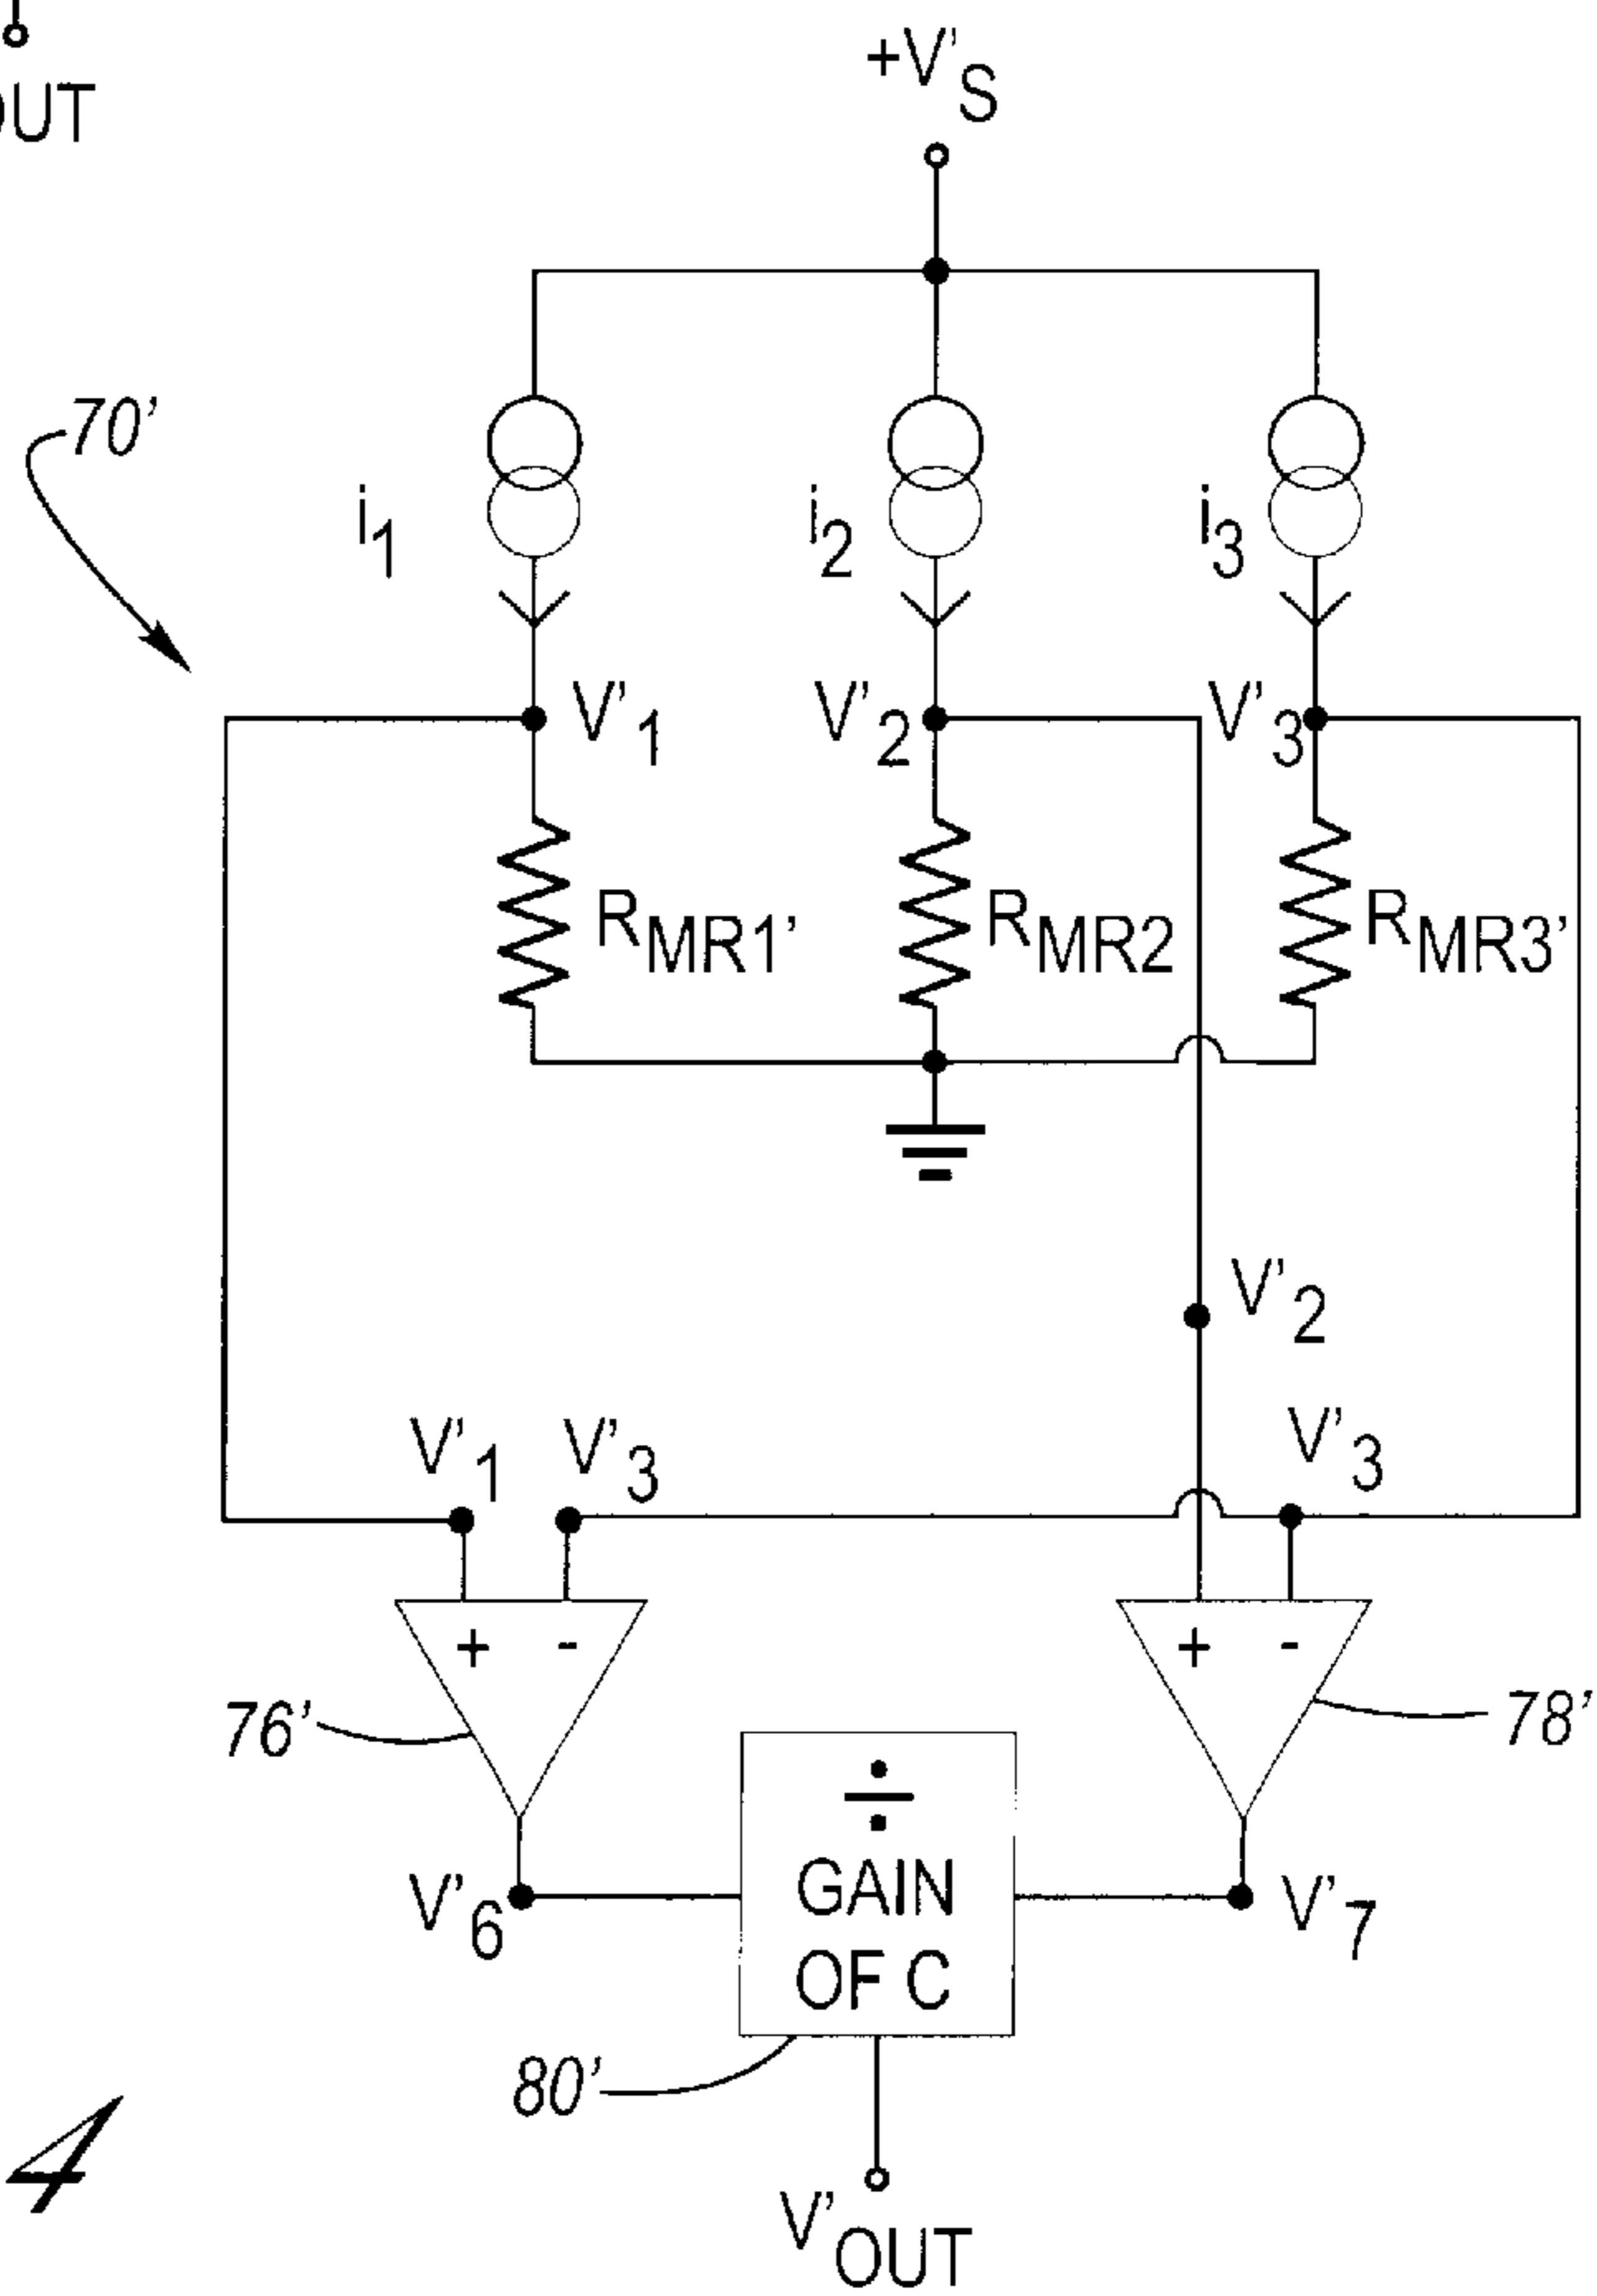 OUT
+V'S
70'
i1
i2
i3
V'1
V'2
V'3
RMR1'
RMR2
RMR3'
V'2
V'1
V'3
V'3
+ -
+ -
76'
78'
÷
GAIN
OF C
V'6
V'7
80'
4
V'OUT